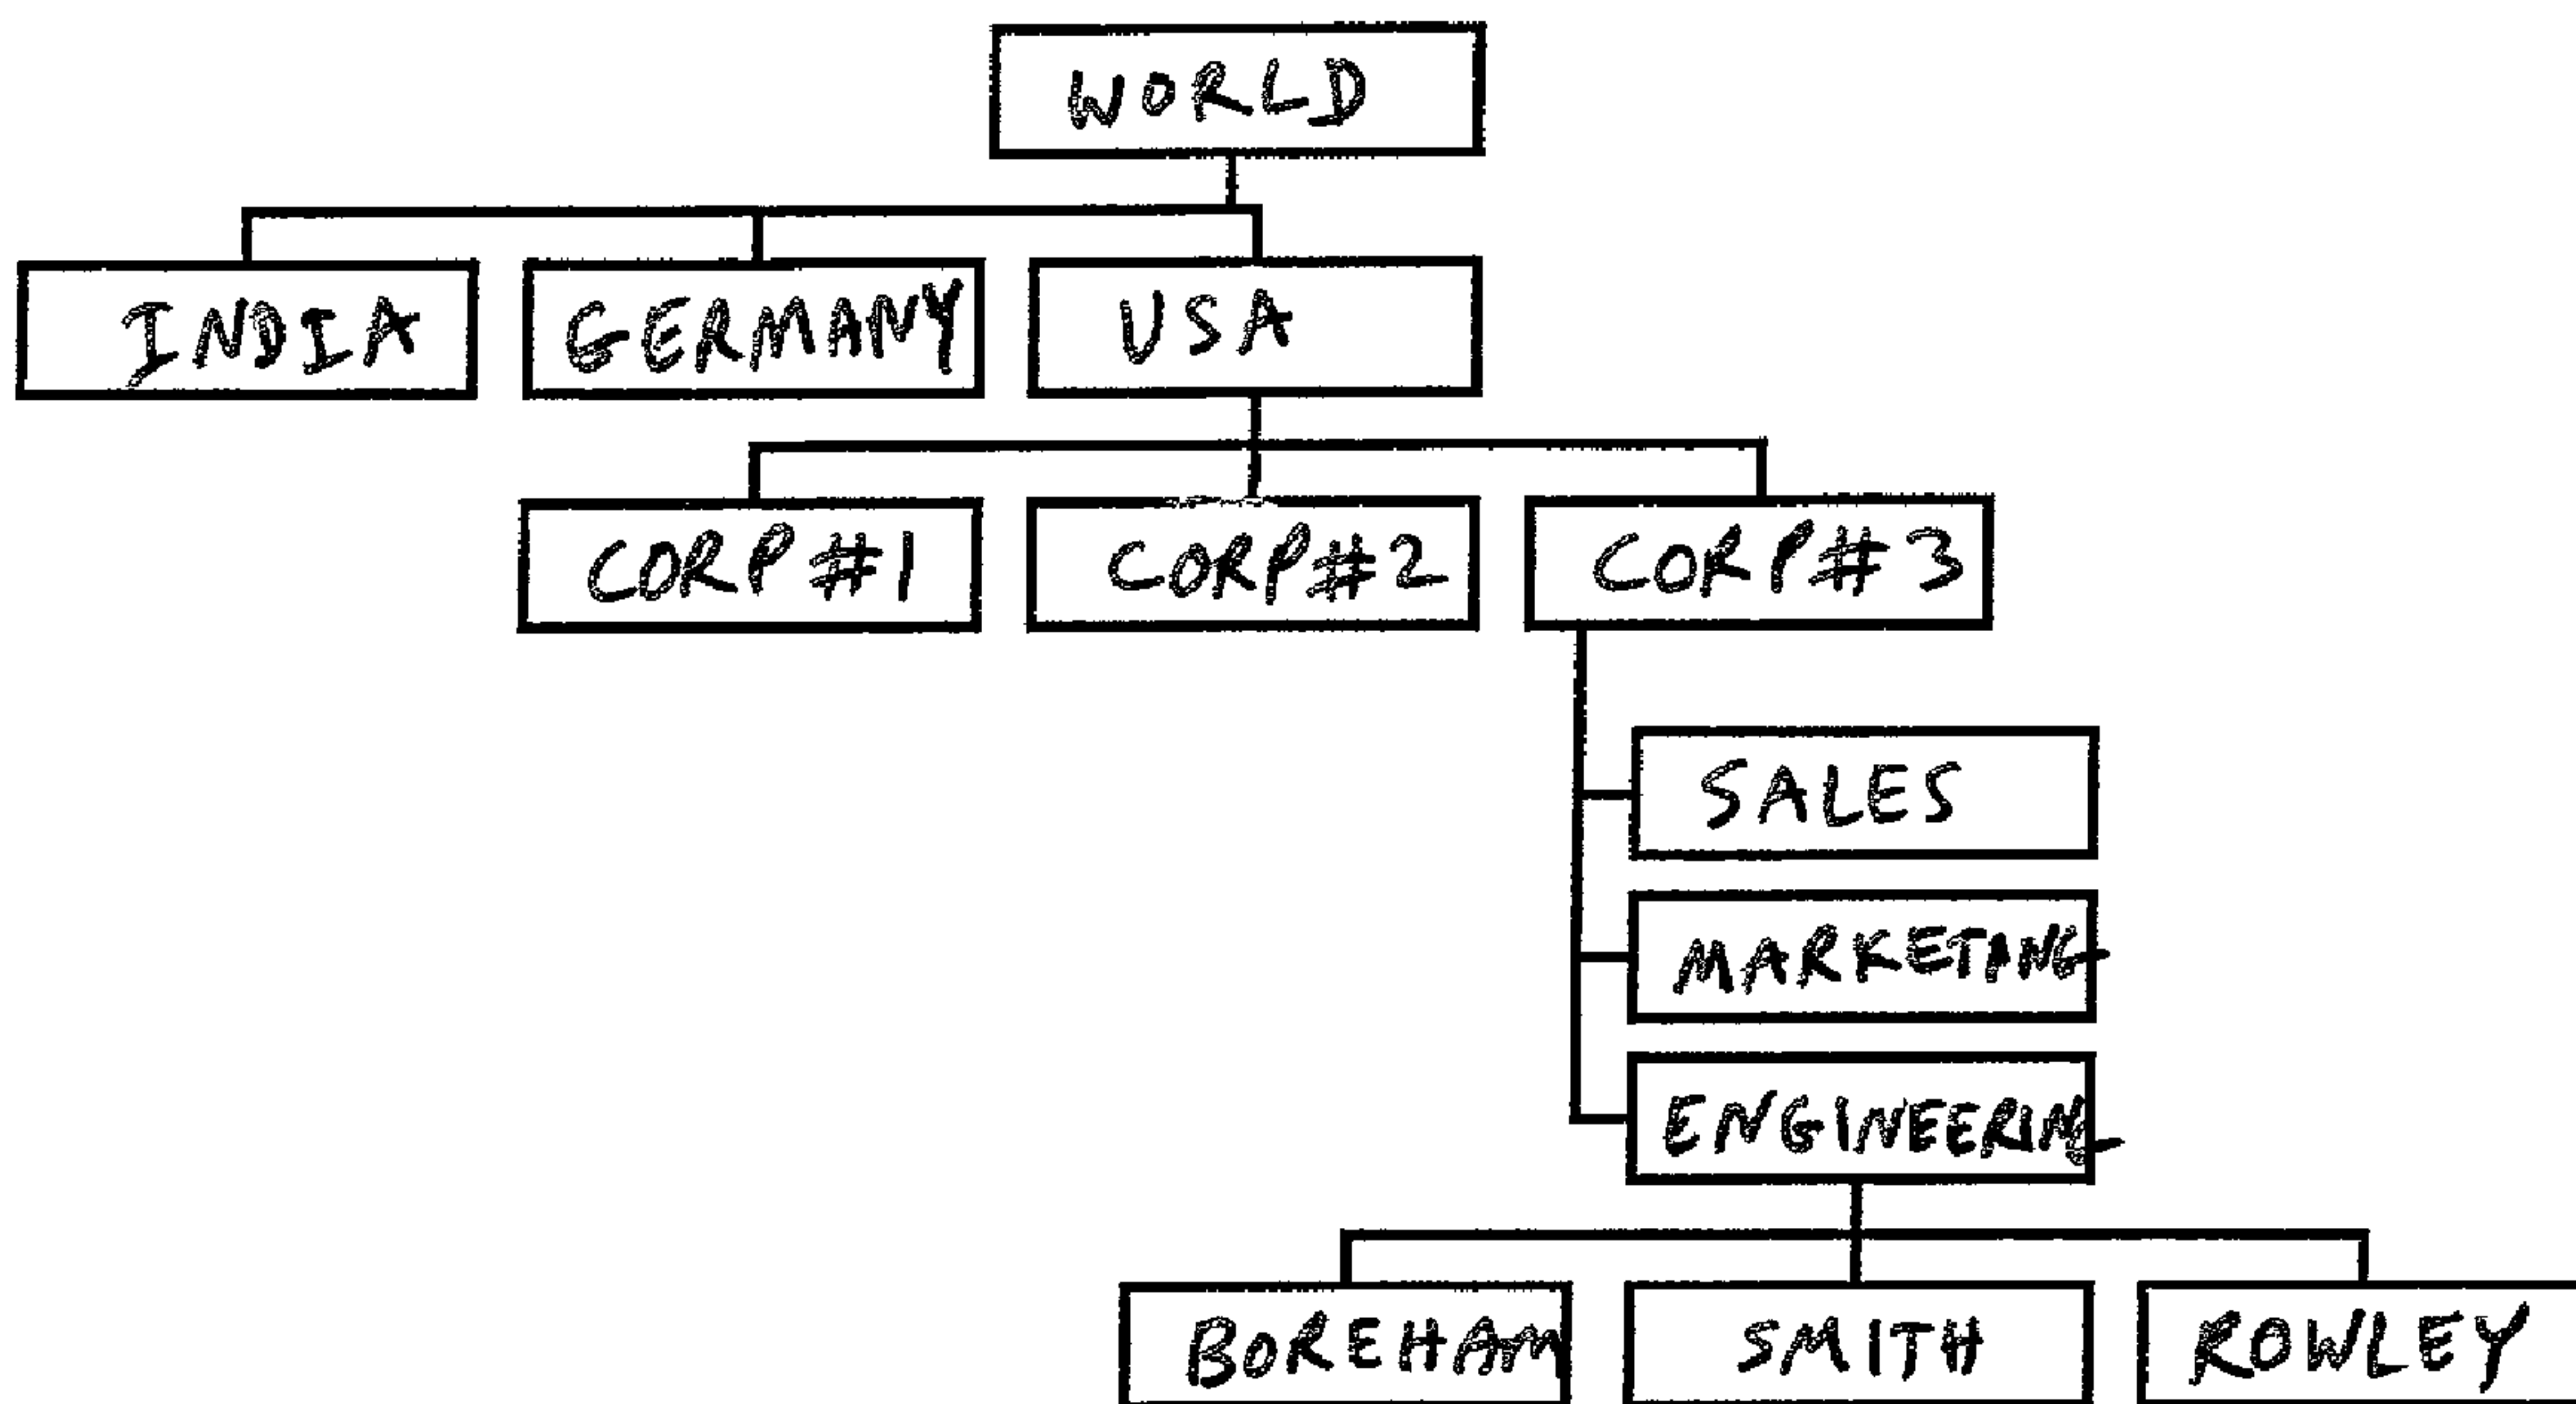 WORLD
INDIA GERMANY USA
CORP #1 CORP #2 CORP # 3
SALES
MARKETING
ENGINEERING
BOREHAM SMITH ROWLEY